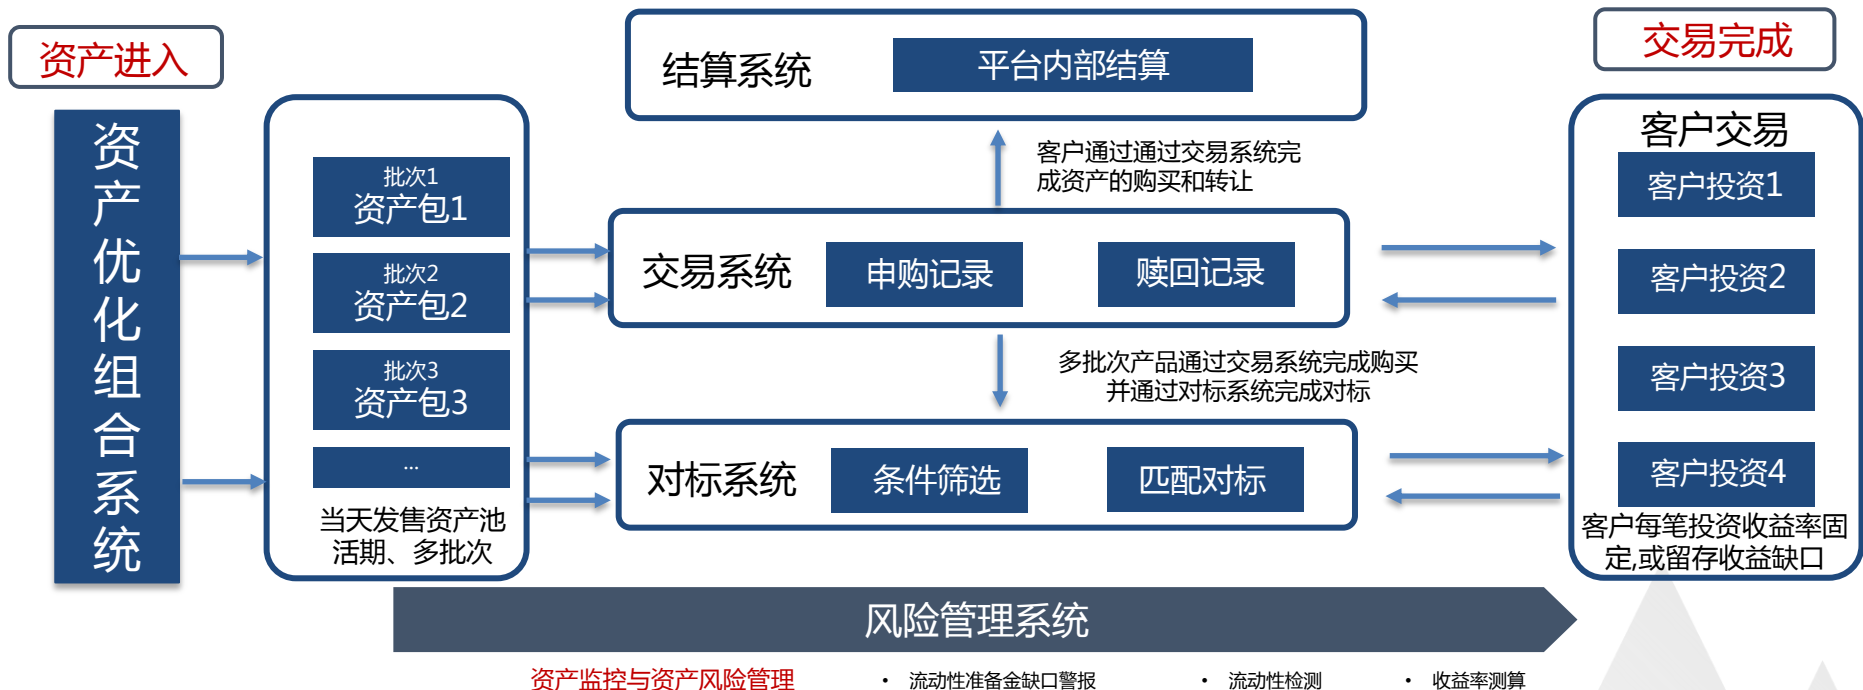 资产进入
资产优化组合系统
批次1
资产包1
批次2
资产包2
批次3
资产包3
...
当天发售资产池
活期、多批次
结算系统
平台内部结算
客户通过通过交易系统完
成资产的购买和转让
交易系统
申购记录
赎回记录
多批次产品通过交易系统完成购买
并通过对标系统完成对标
对标系统
条件筛选
匹配对标
交易完成
客户交易
客户投资1
客户投资2
客户投资3
客户投资4
客户每笔投资收益率固
定,或留存收益缺口
风险管理系统
资产监控与资产风险管理
• 流动性准备金缺口警报
• 流动性检测
• 收益率测算